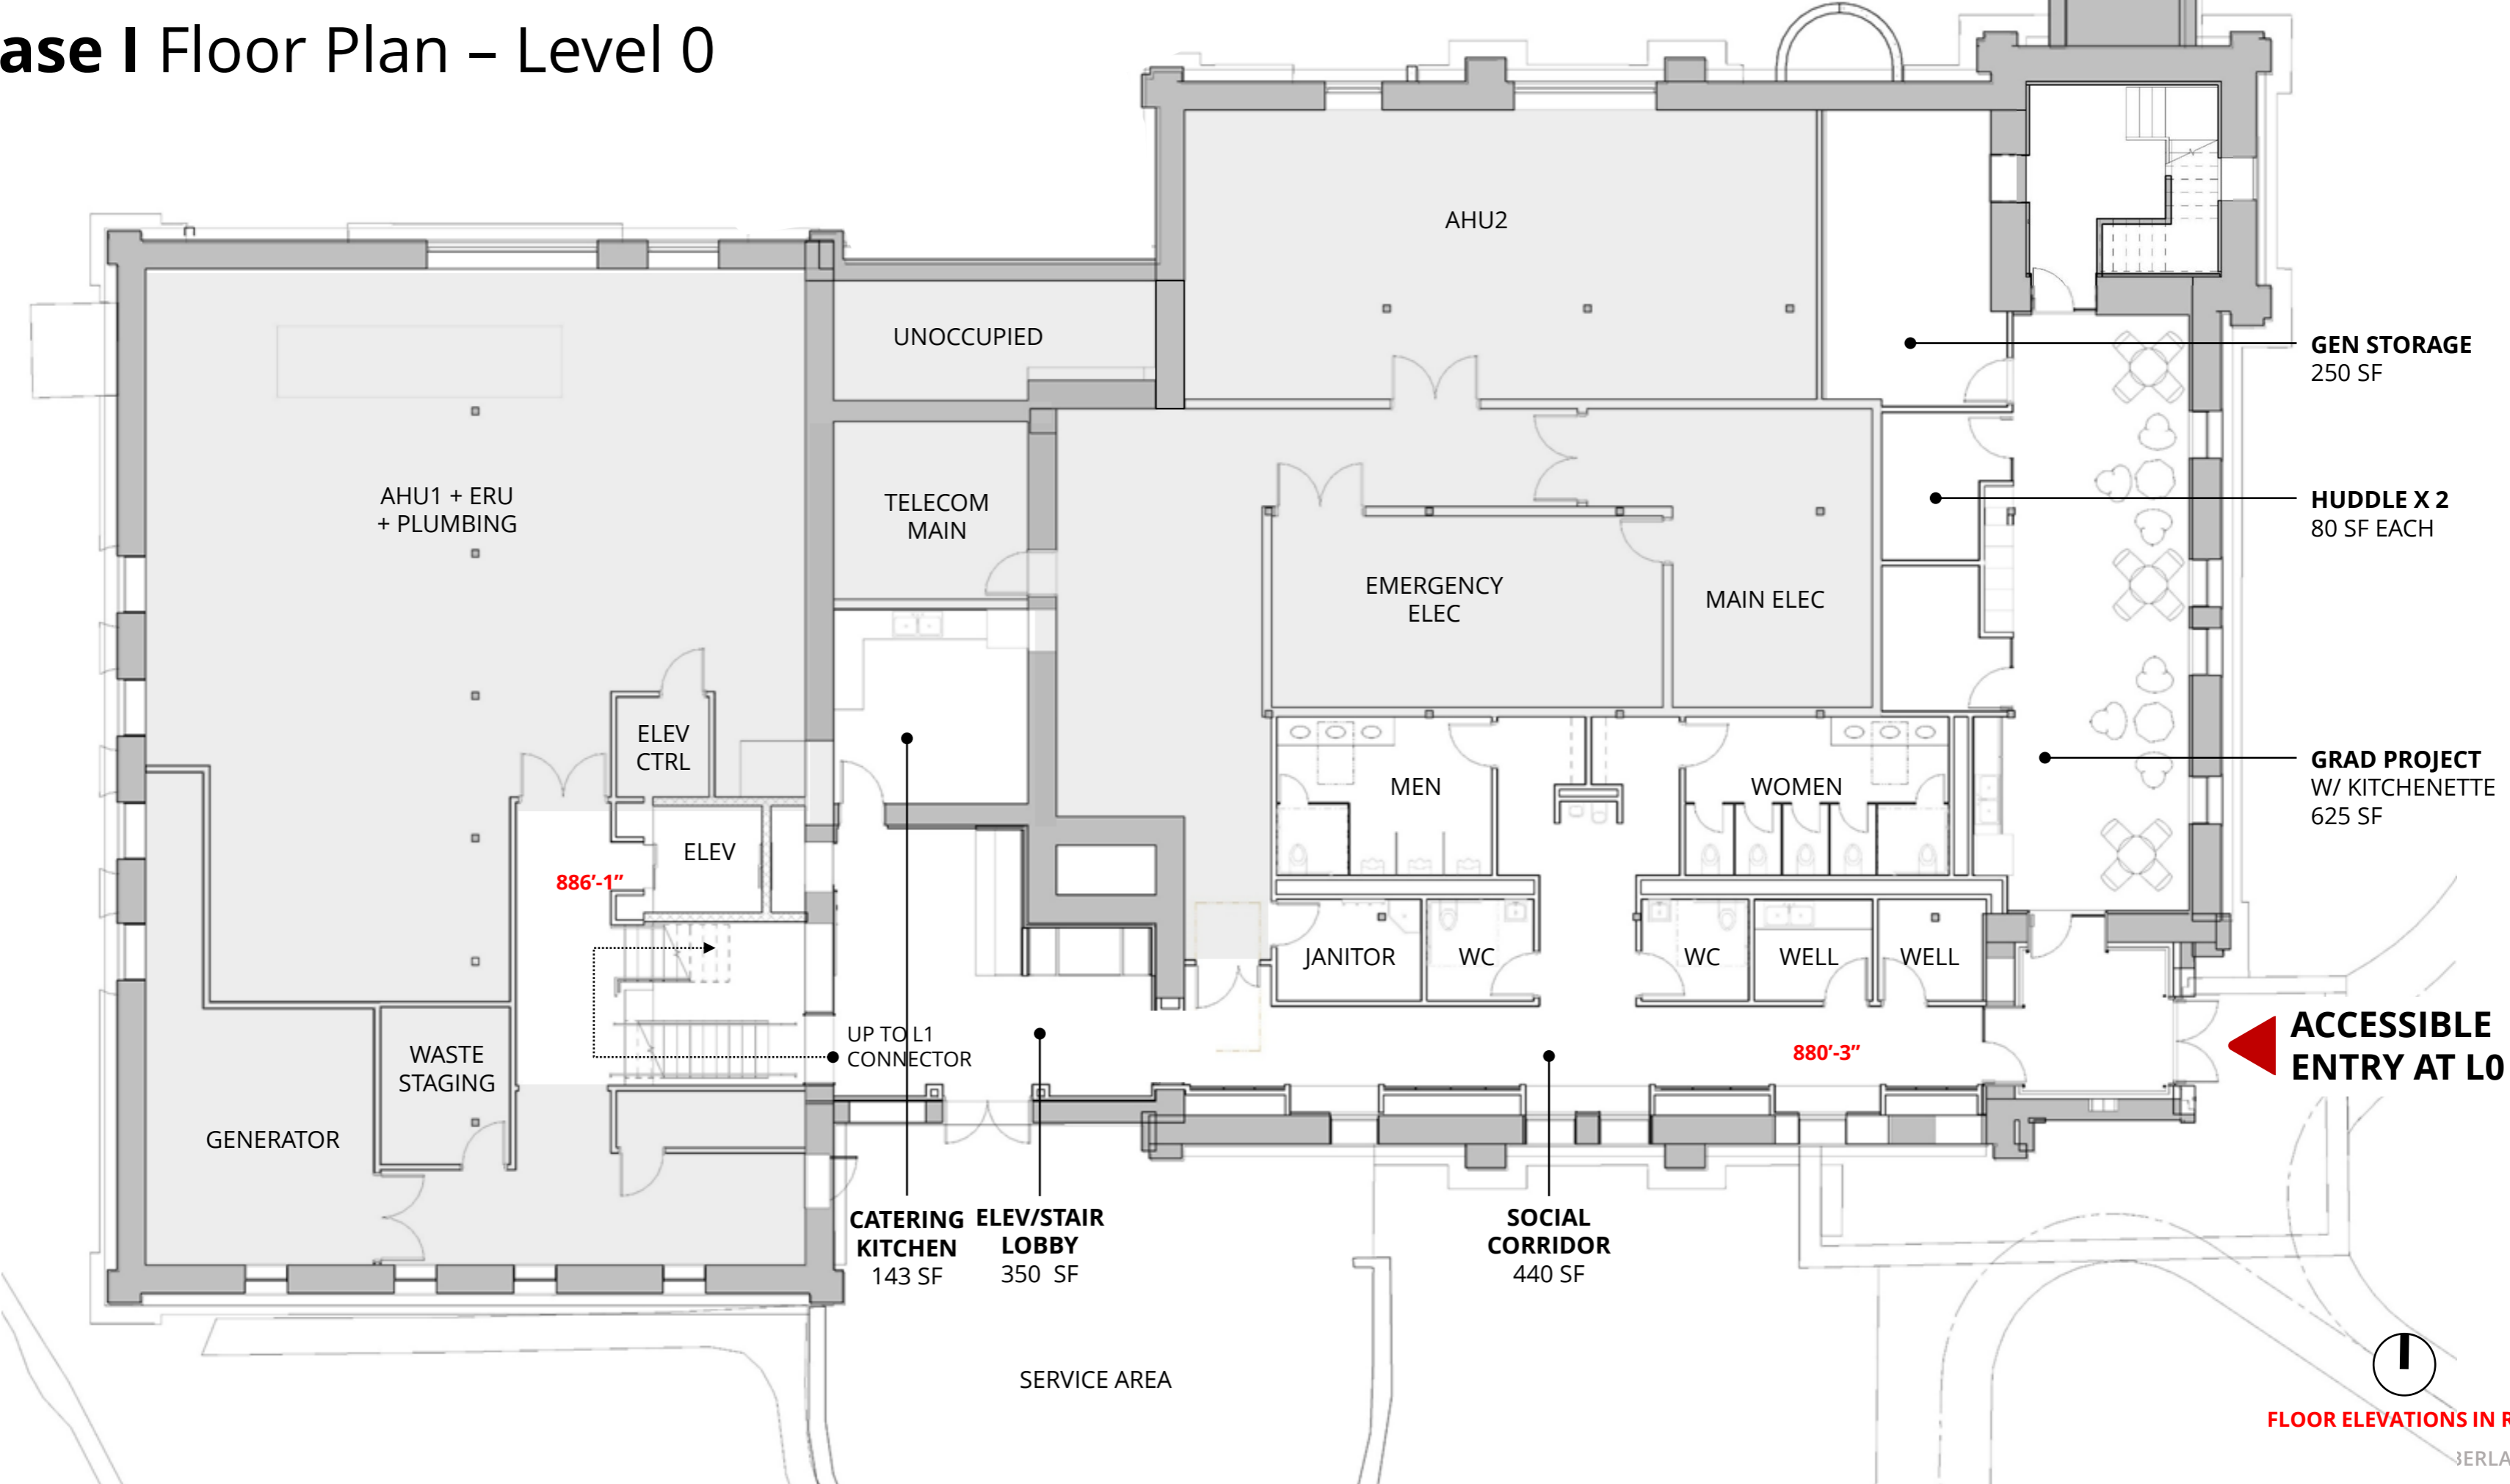 ase I Floor Plan – Level 0
AHU2
UNOCCUPIED
GEN STORAGE
250 SF
AHU1 + ERU
+ PLUMBING
TELECOM
MAIN
HUDDLE X 2
80 SF EACH
EMERGENCY
ELEC
MAIN ELEC
ELEV
CTRL
MEN
WOMEN
GRAD PROJECT
W/ KITCHENETTE
625 SF
ELEV
886’-1”
JANITOR
WC
WC
WELL
WELL
UP TO L1
CONNECTOR
WASTE
STAGING
880’-3”
ACCESSIBLE
ENTRY AT L0
GENERATOR
CATERING
KITCHEN
143 SF
ELEV/STAIR
LOBBY
350 SF
SOCIAL
CORRIDOR
440 SF
SERVICE AREA
FLOOR ELEVATIONS IN